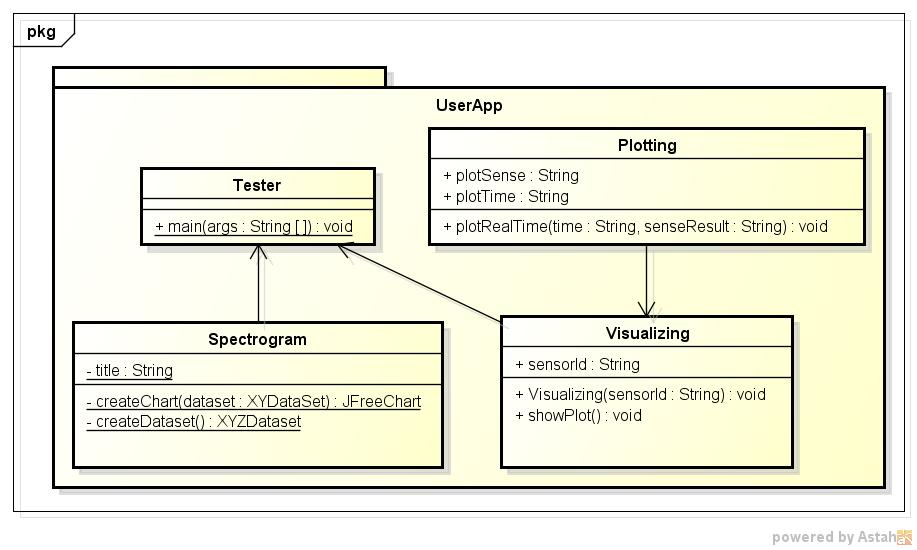 pkg
UserApp
Plotting
+ plotSense : String
+ plotTime : String
+ plotRealTime(time : String, senseResult : String) : void
Tester
+ main(args : String [ ]) : void
Spectrogram
- title : String
- createChart(dataset : XYDataSet) : JFreeChart
- createDataset() : XYZDataset
Visualizing
+ sensorId : String
+ Visualizing(sensorId : String) : void
+ showPlot() : void
powered by Astah